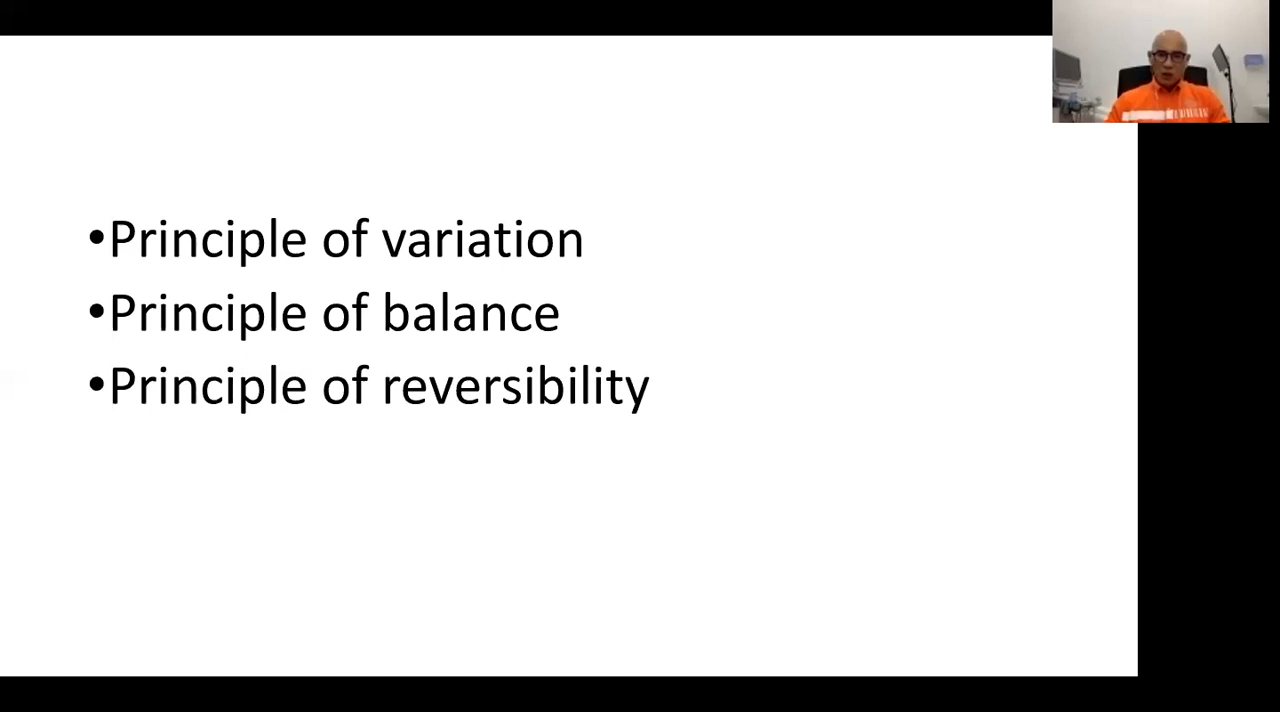 •Principle of variation
•Principle of balance
•Principle of reversibility